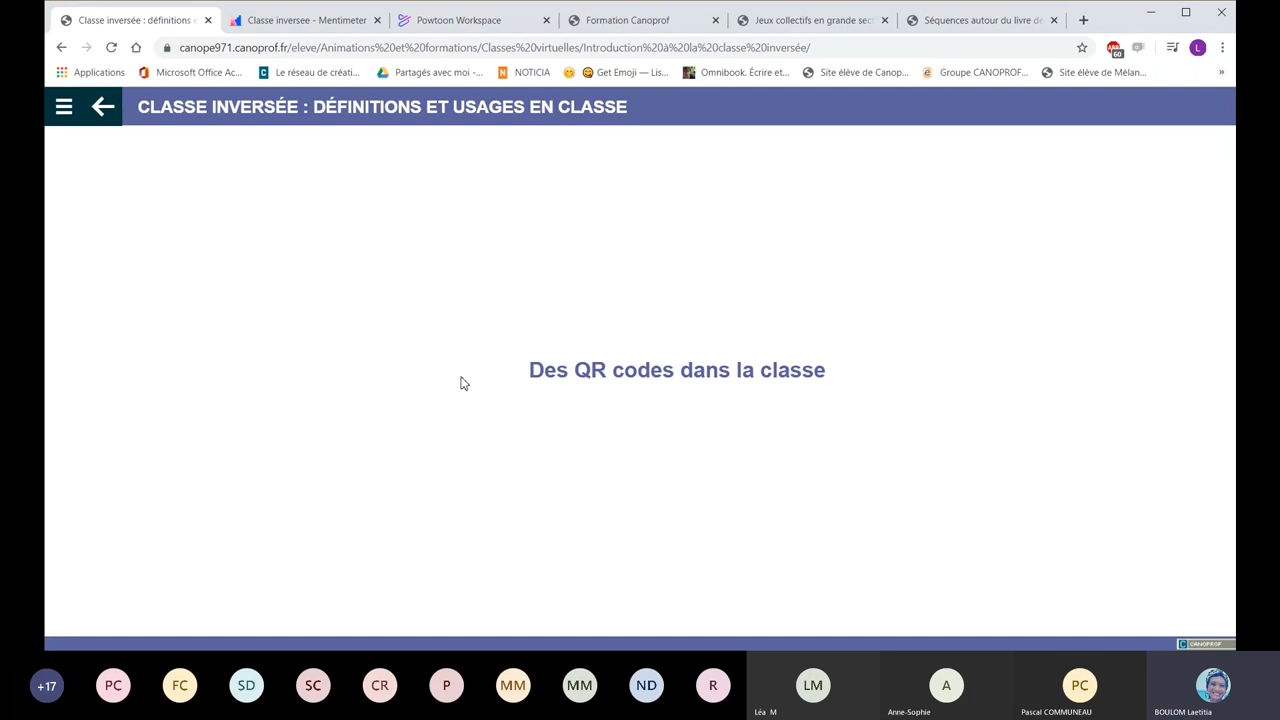 Classe inversée : définitions e
Classe inversee - Mentimeter
Powtoon Workspace
Formation Canoprof
Jeux collectifs en grande sect
Séquences autour du livre de
canope971.canoprof.fr/eleve/Animations%20et%20formations/Classes%20virtuelles/Introduction%20à%20la%20classe%20inversée/
ABP
60
L
Applications
Microsoft Office Ac...
Le réseau de créati...
Partagés avec moi -...
N NOTICIA
Get Emoji — Lis...
Omnibook. Écrire et...
Site élève de Canop...
Groupe CANOPROF...
Site élève de Mélan...
»
CLASSE INVERSÉE : DÉFINITIONS ET USAGES EN CLASSE
Des QR codes dans la classe
C CANOPROF
+17
PC
FC
SD
SC
CR
P
MM
MM
ND
R
LM
A
PC
Léa M
Anne-Sophie
Pascal COMMUNEAU
BOULOM Laetitia